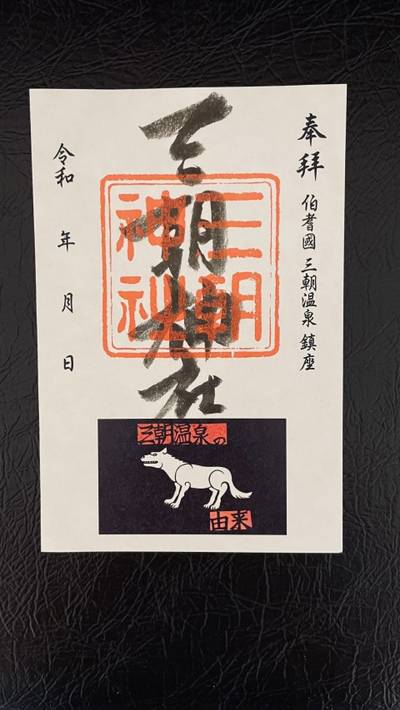 奉拝
伯耆國 三朝温泉 鎮座
三朝神社
三朝
神社
令和 年 月 日
三朝温泉の
由来